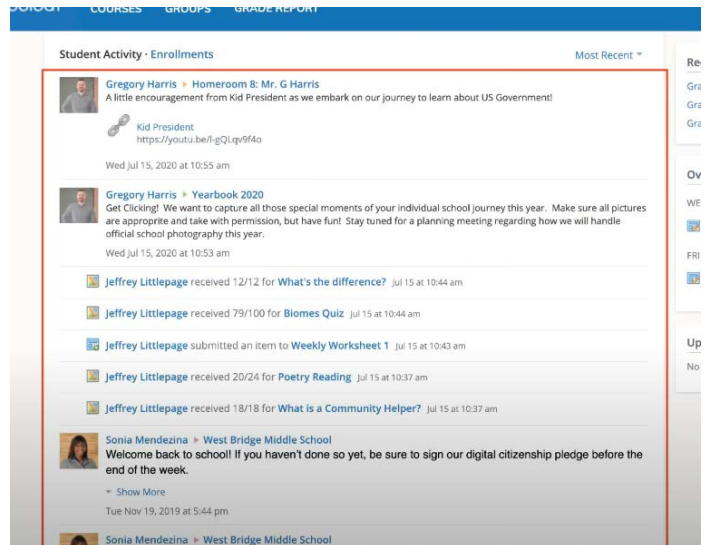 COURSES GROUPS GRADE REPORT
Student Activity · Enrollments
Most Recent
Gregory Harris ▸ Homeroom 8: Mr. G Harris
A little encouragement from Kid President as we embark on our journey to learn about US Government!
Kid President
https://youtu.be/l-gQLqv9f4o
Wed Jul 15, 2020 at 10:55 am
Gregory Harris ▸ Yearbook 2020
Get Clicking! We want to capture all those special moments of your individual school journey this year. Make sure all pictures
are approprite and take with permission, but have fun! Stay tuned for a planning meeting regarding how we will handle
official school photography this year.
Wed Jul 15, 2020 at 10:53 am
Jeffrey Littlepage received 12/12 for What's the difference? Jul 15 at 10:44 am
Jeffrey Littlepage received 79/100 for Biomes Quiz Jul 15 at 10:44 am
Jeffrey Littlepage submitted an item to Weekly Worksheet 1 Jul 15 at 10:43 am
Jeffrey Littlepage received 20/24 for Poetry Reading Jul 15 at 10:37 am
Jeffrey Littlepage received 18/18 for What is a Community Helper? Jul 15 at 10:37 am
Sonia Mendezina ▸ West Bridge Middle School
Welcome back to school! If you haven't done so yet, be sure to sign our digital citizenship pledge before the
end of the week.
Show More
Tue Nov 19, 2019 at 5:44 pm
Sonia Mendezina ▸ West Bridge Middle School
Re
Gra
Gra
Gra
Ov
WE
FRI
Up
No